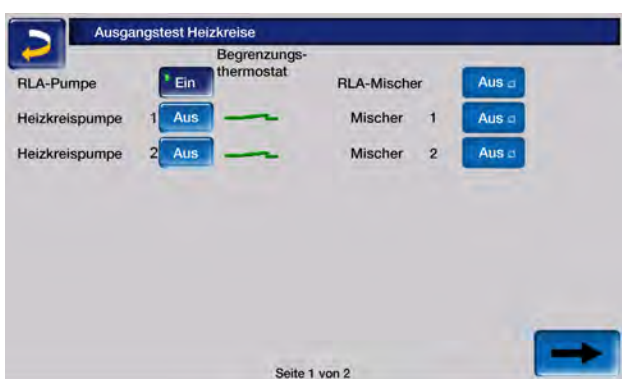 Ausgangstest Heizkreise
Begrenzungs-
thermostat
RLA-Pumpe Ein RLA-Mischer Aus
Heizkreispumpe 1 Aus Mischer 1 Aus
Heizkreispumpe 2 Aus Mischer 2 Aus
Seite 1 von 2